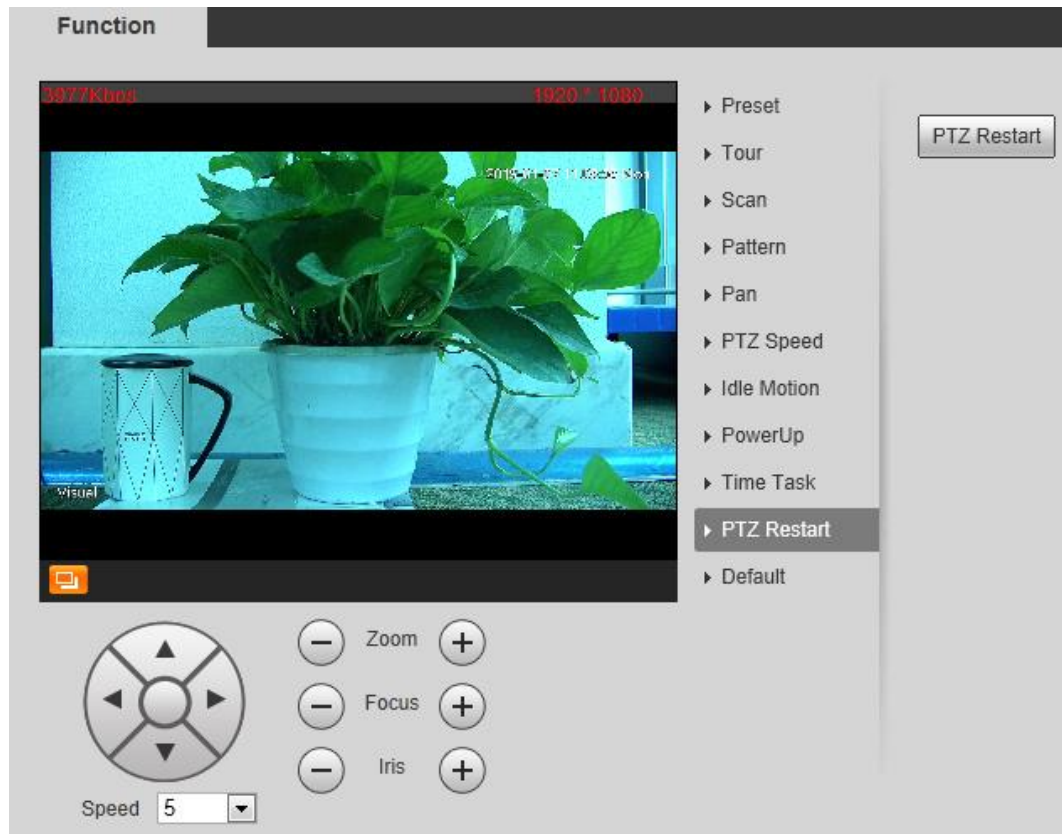 Function
3977Kbps 1920 * 1080
Visual
Preset
Tour
Scan
Pattern
Pan
PTZ Speed
Idle Motion
PowerUp
Time Task
PTZ Restart
Default
PTZ Restart
Zoom
Focus
Iris
Speed 5